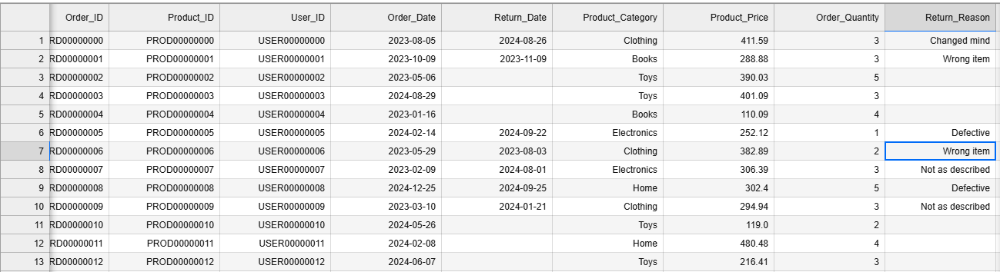 Order_ID Product_ID User_ID Order_Date Return_Date Product_Category Product_Price Order_Quantity Return_Reason
1 RD00000000 PROD00000000 USER00000000 2023-08-05 2024-08-26 Clothing 411.59 3 Changed mind
2 RD00000001 PROD00000001 USER00000001 2023-10-09 2023-11-09 Books 288.88 3 Wrong item
3 RD00000002 PROD00000002 USER00000002 2023-05-06 Toys 390.03 5
4 RD00000003 PROD00000003 USER00000003 2024-08-29 Toys 401.09 3
5 RD00000004 PROD00000004 USER00000004 2023-01-16 Books 110.09 4
6 RD00000005 PROD00000005 USER00000005 2024-02-14 2024-09-22 Electronics 252.12 1 Defective
7 RD00000006 PROD00000006 USER00000006 2023-05-29 2023-08-03 Clothing 382.89 2 Wrong item
8 RD00000007 PROD00000007 USER00000007 2023-02-09 2024-08-01 Electronics 306.39 3 Not as described
9 RD00000008 PROD00000008 USER00000008 2024-12-25 2024-09-25 Home 302.4 5 Defective
10 RD00000009 PROD00000009 USER00000009 2023-03-10 2024-01-21 Clothing 294.94 3 Not as described
11 RD00000010 PROD00000010 USER00000010 2024-05-26 Toys 119.0 2
12 RD00000011 PROD00000011 USER00000011 2024-02-08 Home 480.48 4
13 RD00000012 PROD00000012 USER00000012 2024-06-07 Toys 216.41 3